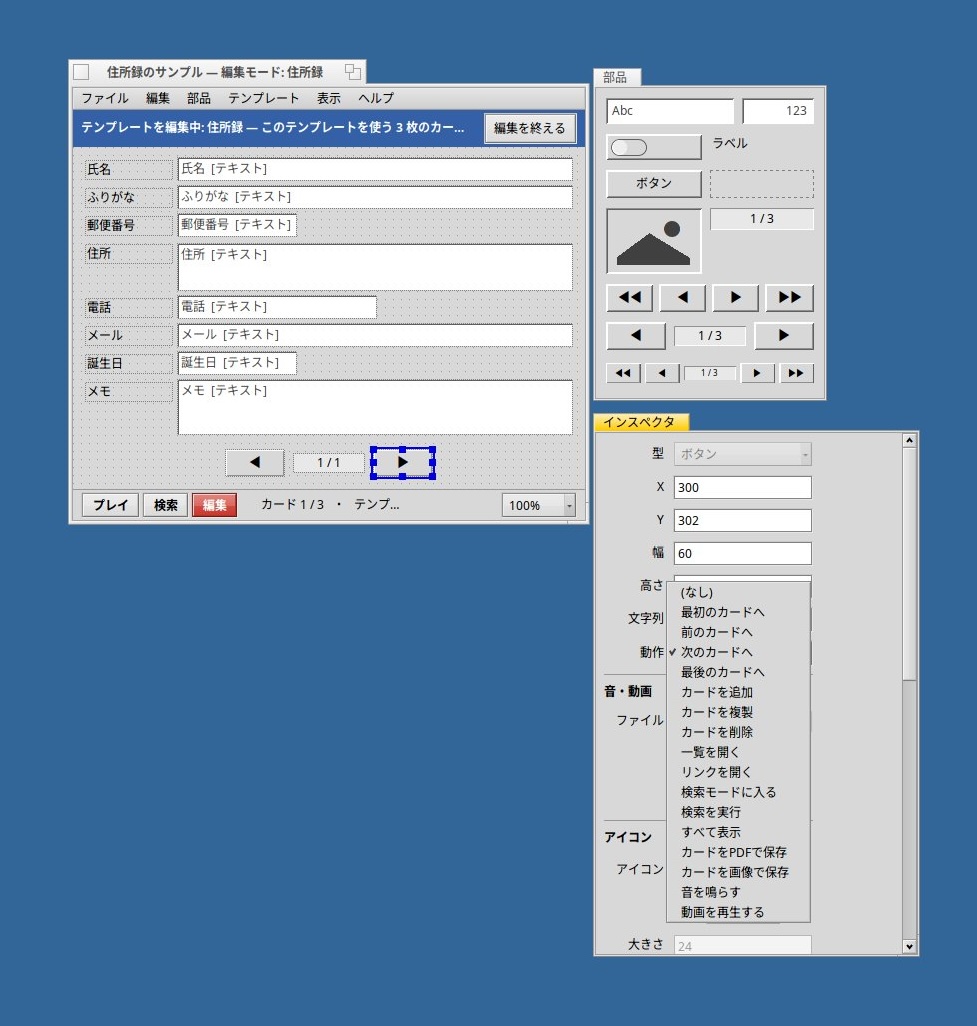 住所録のサンプル — 編集モード: 住所録
ファイル 編集 部品 テンプレート 表示 ヘルプ
テンプレートを編集中: 住所録 — このテンプレートを使う 3 枚のカー... 編集を終える
氏名 氏名 [テキスト]
ふりがな ふりがな [テキスト]
郵便番号 郵便番号 [テキスト]
住所 住所 [テキスト]
電話 電話 [テキスト]
メール メール [テキスト]
誕生日 誕生日 [テキスト]
メモ メモ [テキスト]
1 / 1
プレイ 検索 編集 カード 1 / 3 ・ テンプ... 100%
部品
Abc 123
ラベル
ボタン
1 / 3
1 / 3
1 / 3
インスペクタ
型 ボタン
X 300
Y 302
幅 60
高さ
文字列
動作
(なし)
最初のカードへ
前のカードへ
次のカードへ
最後のカードへ
カードを追加
カードを複製
カードを削除
一覧を開く
リンクを開く
検索モードに入る
検索を実行
すべて表示
カードをPDFで保存
カードを画像で保存
音を鳴らす
動画を再生する
音・動画
ファイル
アイコン
アイコン
大きさ 24